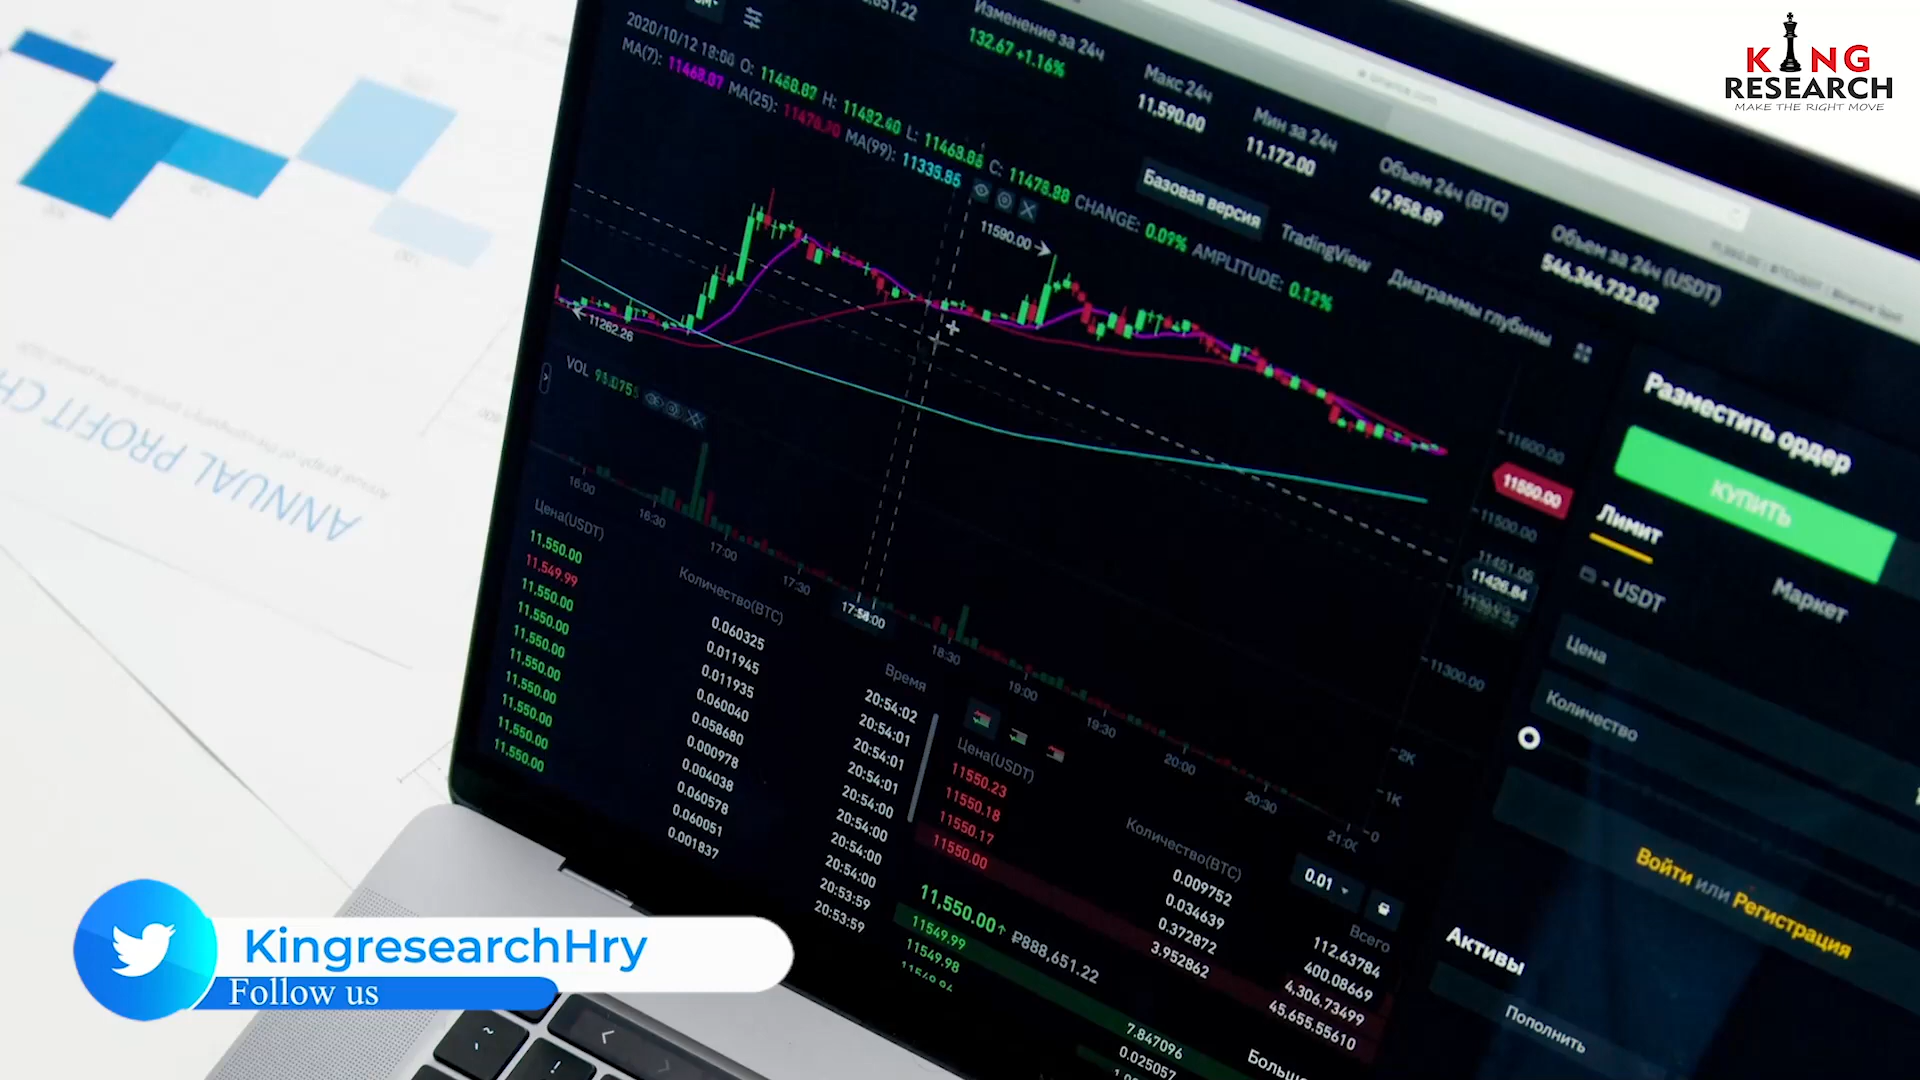 KING
RESEARCH
MAKE THE RIGHT MOVE
2020/10/12 18:00 O: 11468.82 H: 11482.60 L: 11463.88 C: 11478.88 CHANGE: 0.09% AMPLITUDE: 0.12%
MA(7): 11468.87 MA(25): 11470.70 MA(99): 11335.85
Изменение за 24ч
132.67 +1.16%
Макс 24ч
11,590.00
Мин за 24ч
11,172.00
Объем 24ч (BTC)
47,958.89
Объем за 24ч (USDT)
546,364,732.02
Базовая версия
TradingView
Диаграммы глубины
11590.00
11262.26
VOL
11600.00
11550.00
11500.00
11451.05
11426.84
11300.00
2K
1K
0
16:00
16:30
17:00
17:30
18:30
19:00
19:30
20:00
20:30
Цена(USDT)
Количество(BTC)
Время
11,550.00 0.060325 20:54:02
11,549.99 0.011945 20:54:01
11,550.00 0.011935 20:54:01
11,550.00 0.060040 20:54:01
11,550.00 0.058680 20:54:00
11,550.00 0.000978 20:54:00
11,550.00 0.004038 20:54:00
11,550.00 0.060578 20:54:00
11,550.00 0.060051 20:53:59
11,550.00 0.001837 20:53:59
Цена(USDT)
Количество(BTC)
0.01
Всего
11550.23 0.009752 112.63784
11550.18 0.034639 400.08669
11550.17 0.372872 4,306.73499
11550.00 3.952862 45,655.55610
11,550.00↑ ₽888,651.22
Больше
11549.99 7.847096
11549.98 0.025057
Разместить ордер
КУПИТЬ
Лимит
Маркет
- USDT
Цена
Количество
Войти или Регистрация
Активы
Пополнить
ANNUAL PROFIT CH
KingresearchHry
Follow us